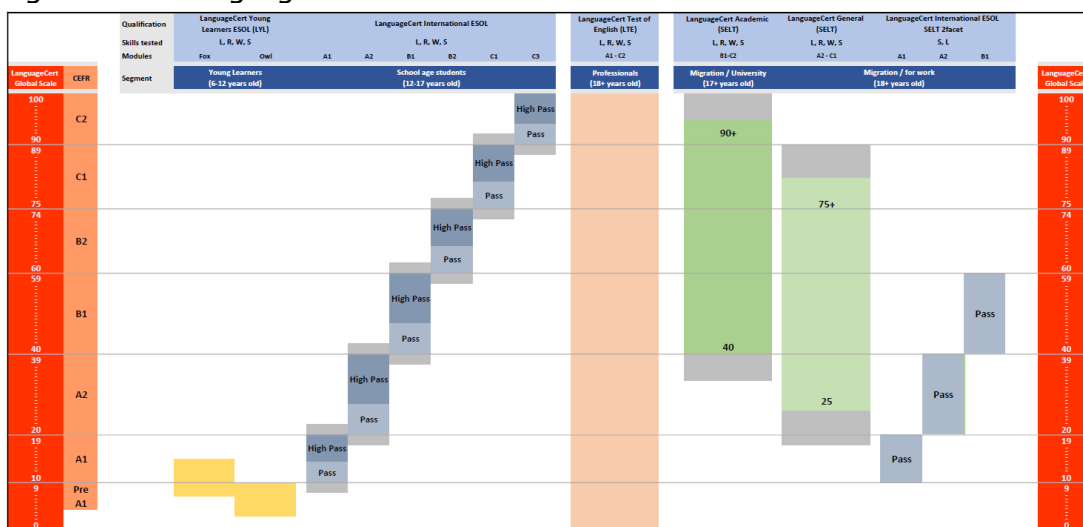 Qualification
LanguageCert Young
Learners ESOL (LYL)
LanguageCert International ESOL
LanguageCert Test of
English (LTE)
LanguageCert Academic
(SELT)
LanguageCert General
(SELT)
LanguageCert International ESOL
SELT 2facet
Skills tested
L, R, W, S
L, R, W, S
L, R, W, S
L, R, W, S
L, R, W, S
S, L
Modules
Fox Owl A1 A2 B1 B2 C1 C3 A1 - C2 B1-C2 A2 - C1 A1 A2 B1
LanguageCert
Global Scale
CEFR
Segment
Young Learners
(6-12 years old)
School age students
(12-17 years old)
Professionals
(18+ years old)
Migration / University
(17+ years old)
Migration / for work
(18+ years old)
Global Scale
100 100
C2 High Pass
Pass 90+
90 90
89 89
C1 High Pass
Pass
75 75+ 75
74 74
B2 High Pass
Pass
60 60
59 59
B1 High Pass Pass
Pass
40 40 40
39 39
A2 High Pass Pass
Pass 25
20 20
19 19
A1 High Pass Pass
Pass
10 10
9 Pre 9
A1
0 0